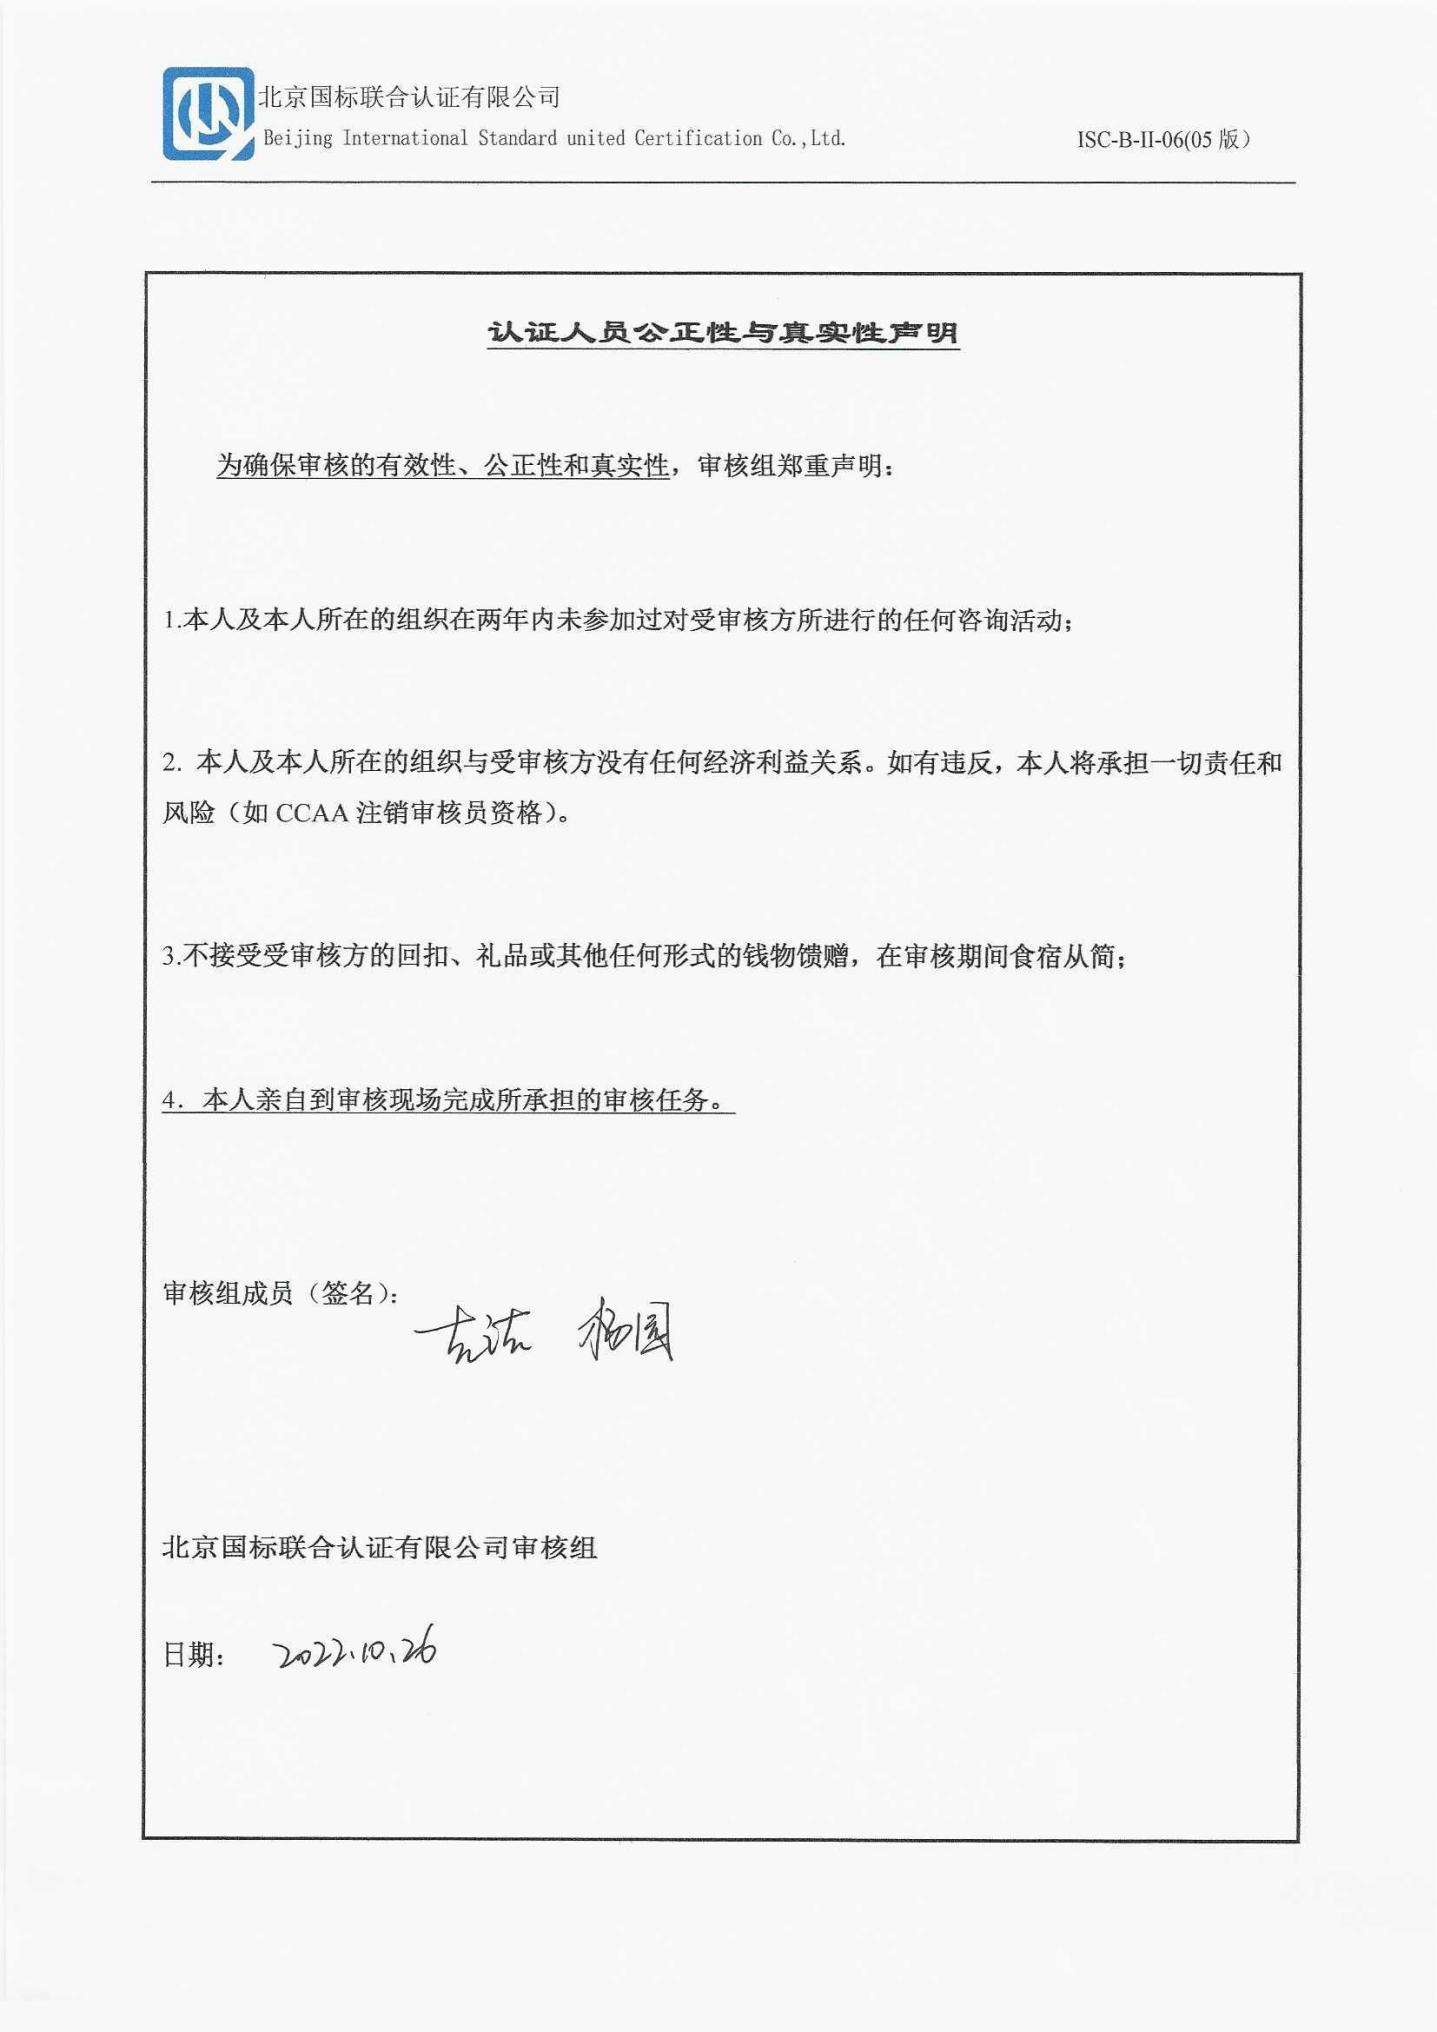 北京国标联合认证有限公司
Beijing International Standard united Certification Co.,Ltd.
ISC-B-II-06(05 版）
认证人员公正性与真实性声明
为确保审核的有效性、公正性和真实性，审核组郑重声明：
1.本人及本人所在的组织在两年内未参加过对受审核方所进行的任何咨询活动；
2. 本人及本人所在的组织与受审核方没有任何经济利益关系。如有违反，本人将承担一切责任和
风险（如 CCAA 注销审核员资格）。
3.不接受受审核方的回扣、礼品或其他任何形式的钱物馈赠，在审核期间食宿从简；
4．本人亲自到审核现场完成所承担的审核任务。
审核组成员（签名）：
杨园
北京国标联合认证有限公司审核组
日期： 2022.10.26